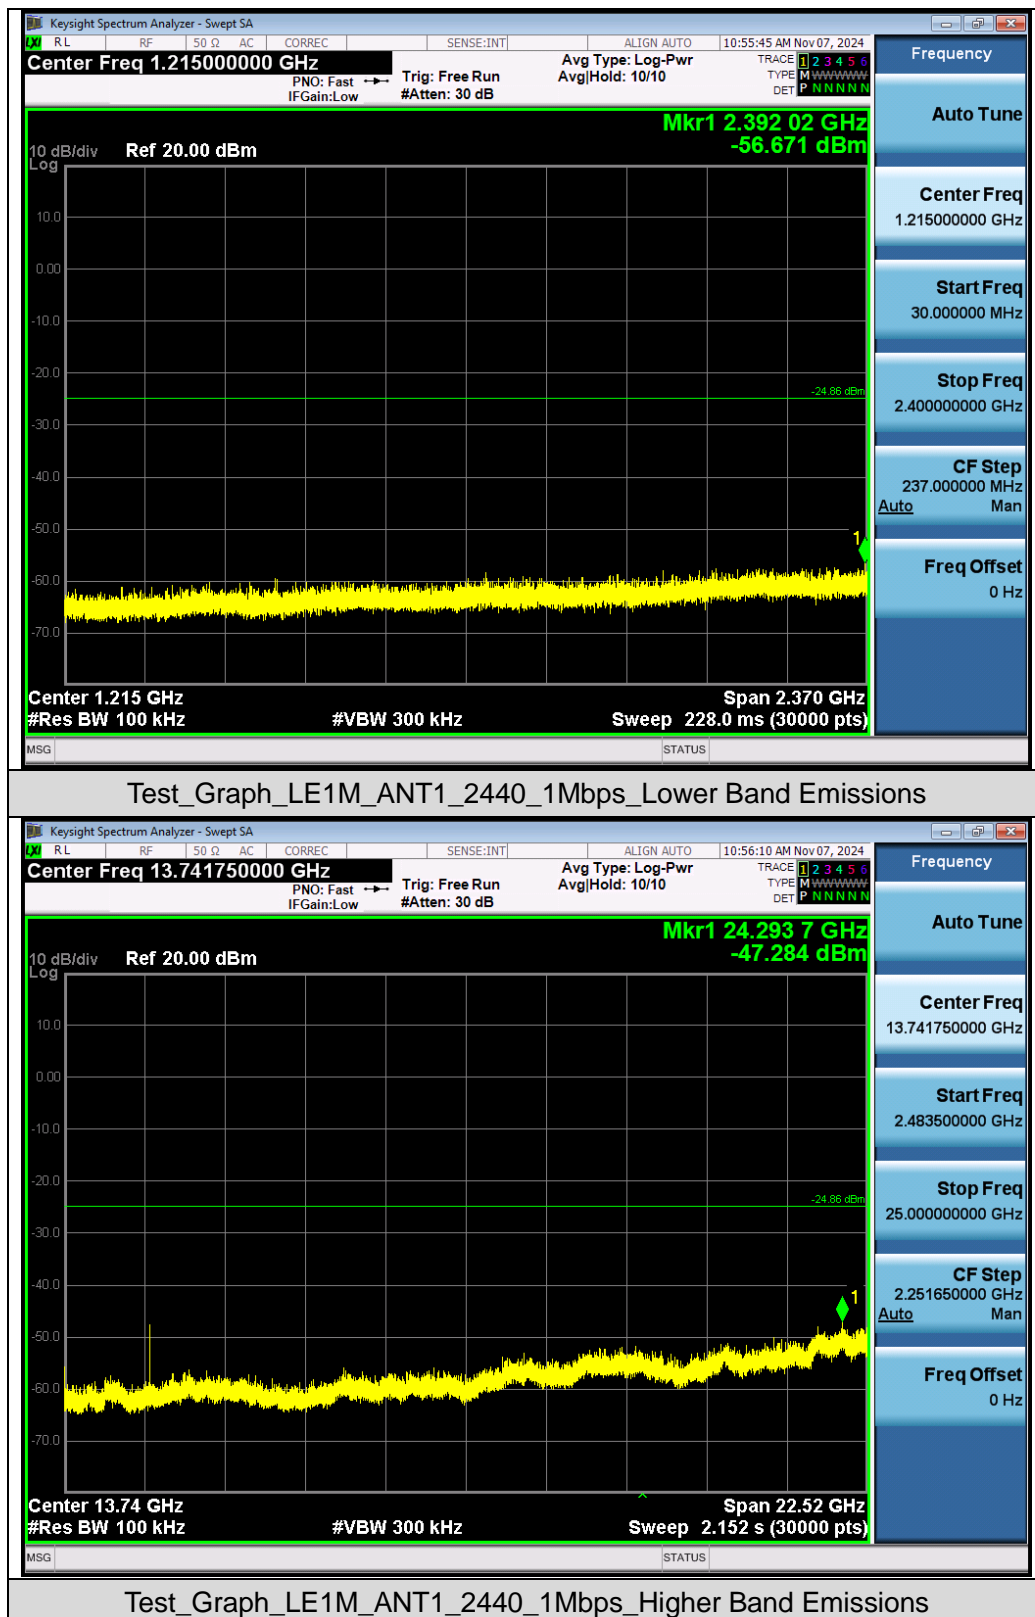 Keysight Spectrum Analyzer - Swept SA
LXI RL RF 50 Ω AC CORREC SENSE:INT ALIGN AUTO 10:55:45 AM Nov 07, 2024
Center Freq 1.215000000 GHz
PNO: Fast
IFGain:Low
Trig: Free Run
#Atten: 30 dB
Avg Type: Log-Pwr
Avg|Hold: 10/10
TRACE 1 2 3 4 5 6
TYPE M WWWWW
DET P N N N N N
Frequency
Mkr1 2.392 02 GHz
-56.671 dBm
10 dB/div
Log
Ref 20.00 dBm
10.0
0.00
-10.0
-20.0
-24.86 dBm
-30.0
-40.0
-50.0
1
-60.0
-70.0
Center 1.215 GHz
Span 2.370 GHz
#Res BW 100 kHz
#VBW 300 kHz
Sweep 228.0 ms (30000 pts)
Auto Tune
Center Freq
1.215000000 GHz
Start Freq
30.000000 MHz
Stop Freq
2.400000000 GHz
CF Step
237.000000 MHz
Auto Man
Freq Offset
0 Hz
MSG STATUS
Test_Graph_LE1M_ANT1_2440_1Mbps_Lower Band Emissions
Keysight Spectrum Analyzer - Swept SA
LXI RL RF 50 Ω AC CORREC SENSE:INT ALIGN AUTO 10:56:10 AM Nov 07, 2024
Center Freq 13.741750000 GHz
PNO: Fast
IFGain:Low
Trig: Free Run
#Atten: 30 dB
Avg Type: Log-Pwr
Avg|Hold: 10/10
TRACE 1 2 3 4 5 6
TYPE M WWWWW
DET P N N N N N
Frequency
Mkr1 24.293 7 GHz
-47.284 dBm
10 dB/div
Log
Ref 20.00 dBm
10.0
0.00
-10.0
-20.0
-24.86 dBm
-30.0
-40.0
1
-50.0
-60.0
-70.0
Center 13.74 GHz
Span 22.52 GHz
#Res BW 100 kHz
#VBW 300 kHz
Sweep 2.152 s (30000 pts)
Auto Tune
Center Freq
13.741750000 GHz
Start Freq
2.483500000 GHz
Stop Freq
25.000000000 GHz
CF Step
2.251650000 GHz
Auto Man
Freq Offset
0 Hz
MSG STATUS
Test_Graph_LE1M_ANT1_2440_1Mbps_Higher Band Emissions